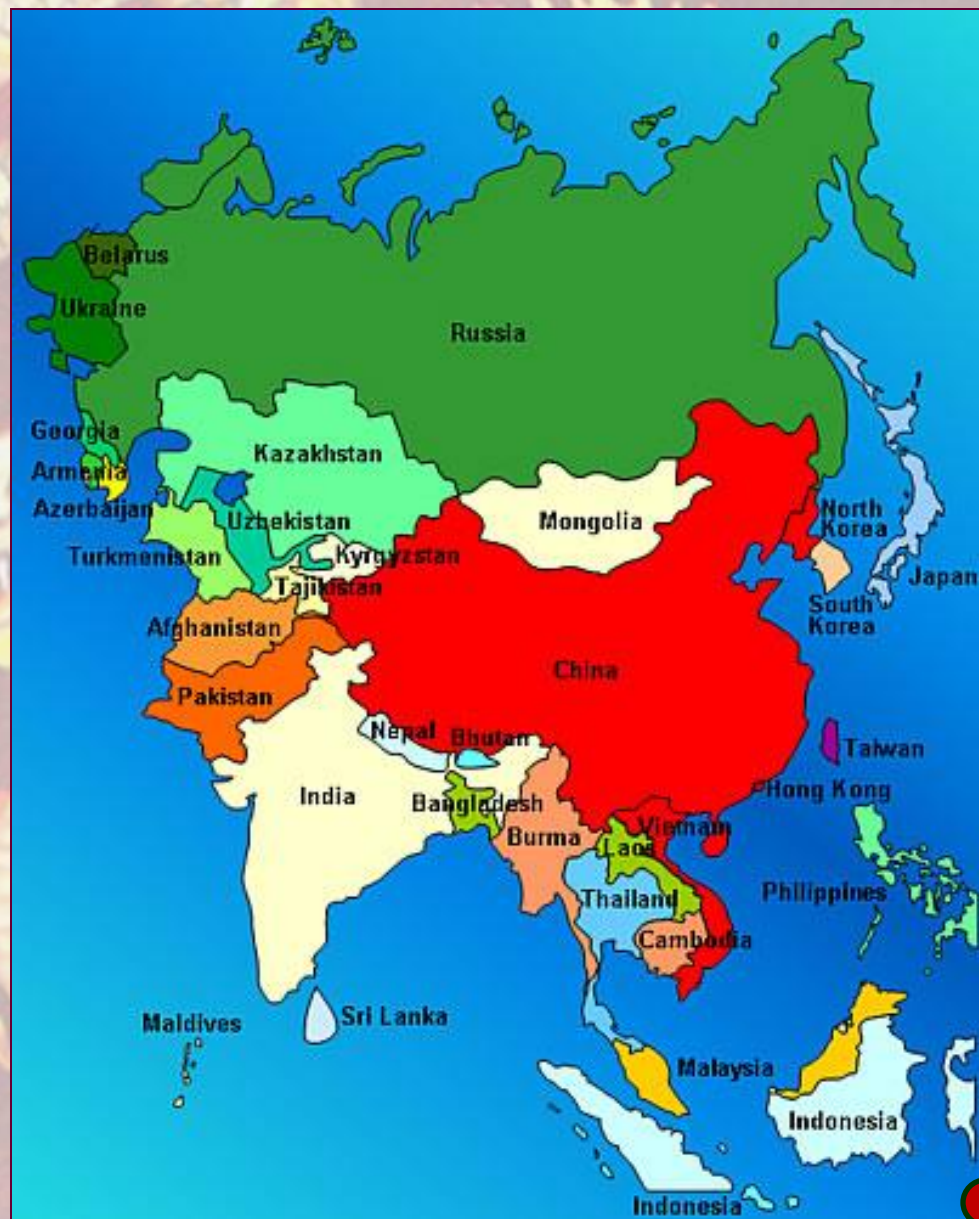 Belarus
Ukraine
Russia
Georgia
Armenia
Azerbaijan
Kazakhstan
Uzbekistan
Turkmenistan
Kyrgyzstan
Tajikistan
Mongolia
North
Korea
South
Korea
Japan
Afghanistan
Pakistan
China
Nepal
Bhutan
Taiwan
India
Bangladesh
Hong Kong
Burma
Vietnam
Laos
Thailand
Philippines
Cambodia
Maldives
Sri Lanka
Malaysia
Indonesia
Indonesia